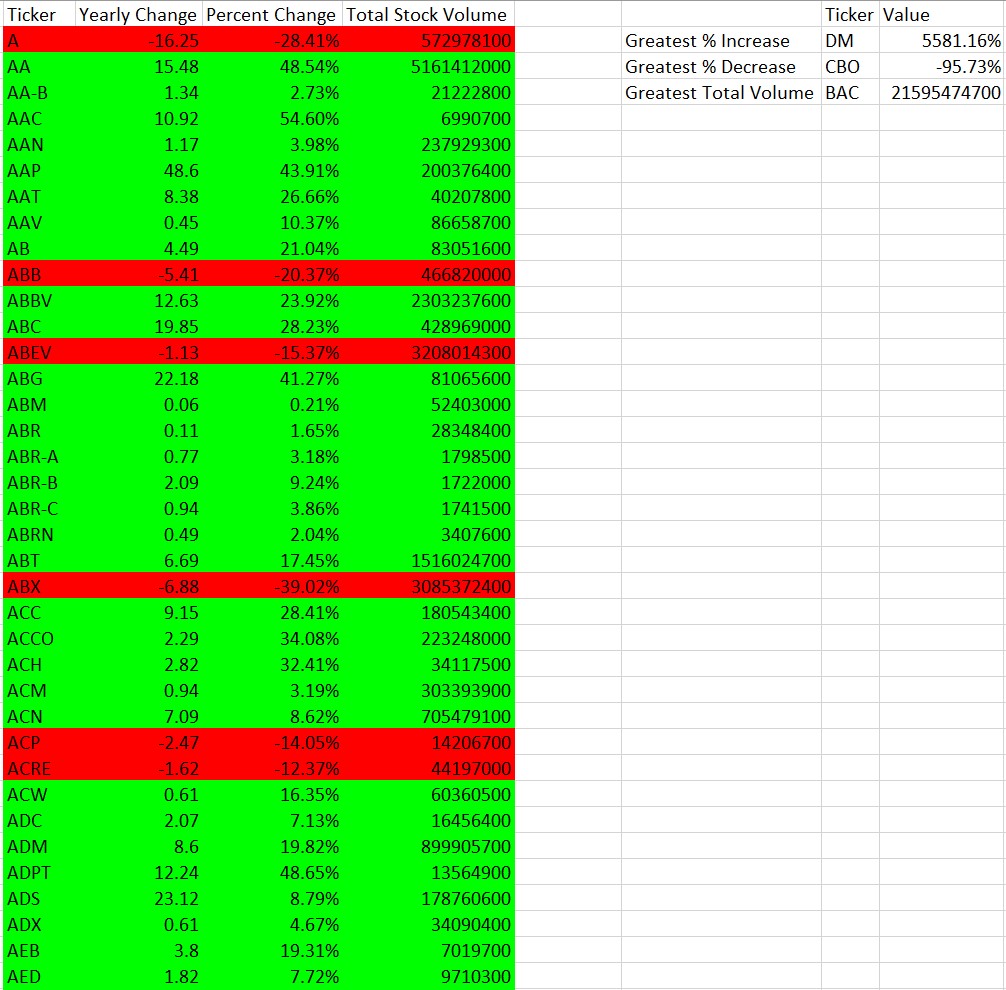 Ticker Yearly Change Percent Change Total Stock Volume Ticker Value
A -16.25 -28.41% 572978100 Greatest % Increase DM 5581.16%
AA 15.48 48.54% 5161412000 Greatest % Decrease CBO -95.73%
AA-B 1.34 2.73% 21222800 Greatest Total Volume BAC 21595474700
AAC 10.92 54.60% 6990700
AAN 1.17 3.98% 237929300
AAP 48.6 43.91% 200376400
AAT 8.38 26.66% 40207800
AAV 0.45 10.37% 86658700
AB 4.49 21.04% 83051600
ABB -5.41 -20.37% 466820000
ABBV 12.63 23.92% 2303237600
ABC 19.85 28.23% 428969000
ABEV -1.13 -15.37% 3208014300
ABG 22.18 41.27% 81065600
ABM 0.06 0.21% 52403000
ABR 0.11 1.65% 28348400
ABR-A 0.77 3.18% 1798500
ABR-B 2.09 9.24% 1722000
ABR-C 0.94 3.86% 1741500
ABRN 0.49 2.04% 3407600
ABT 6.69 17.45% 1516024700
ABX -6.88 -39.02% 3085372400
ACC 9.15 28.41% 180543400
ACCO 2.29 34.08% 223248000
ACH 2.82 32.41% 34117500
ACM 0.94 3.19% 303393900
ACN 7.09 8.62% 705479100
ACP -2.47 -14.05% 14206700
ACRE -1.62 -12.37% 44197000
ACW 0.61 16.35% 60360500
ADC 2.07 7.13% 16456400
ADM 8.6 19.82% 899905700
ADPT 12.24 48.65% 13564900
ADS 23.12 8.79% 178760600
ADX 0.61 4.67% 34090400
AEB 3.8 19.31% 7019700
AED 1.82 7.72% 9710300